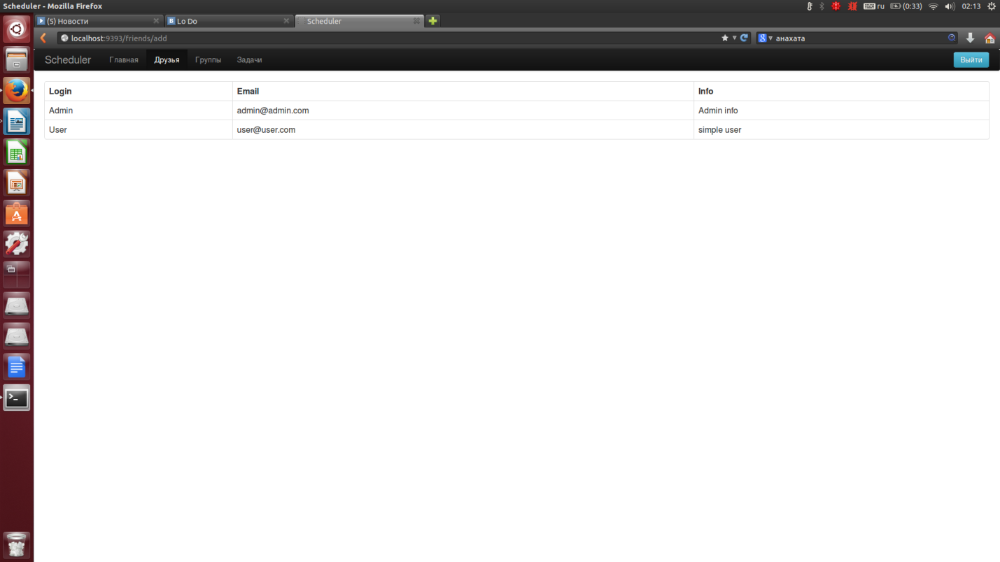 Scheduler - Mozilla Firefox
ru (0:33) 02:13
(5) Новости
Lo Do
Scheduler
localhost:9393/friends/add
анахата
Scheduler Главная Друзья Группы Задачи Выйти
Login Email Info
Admin admin@admin.com Admin info
User user@user.com simple user